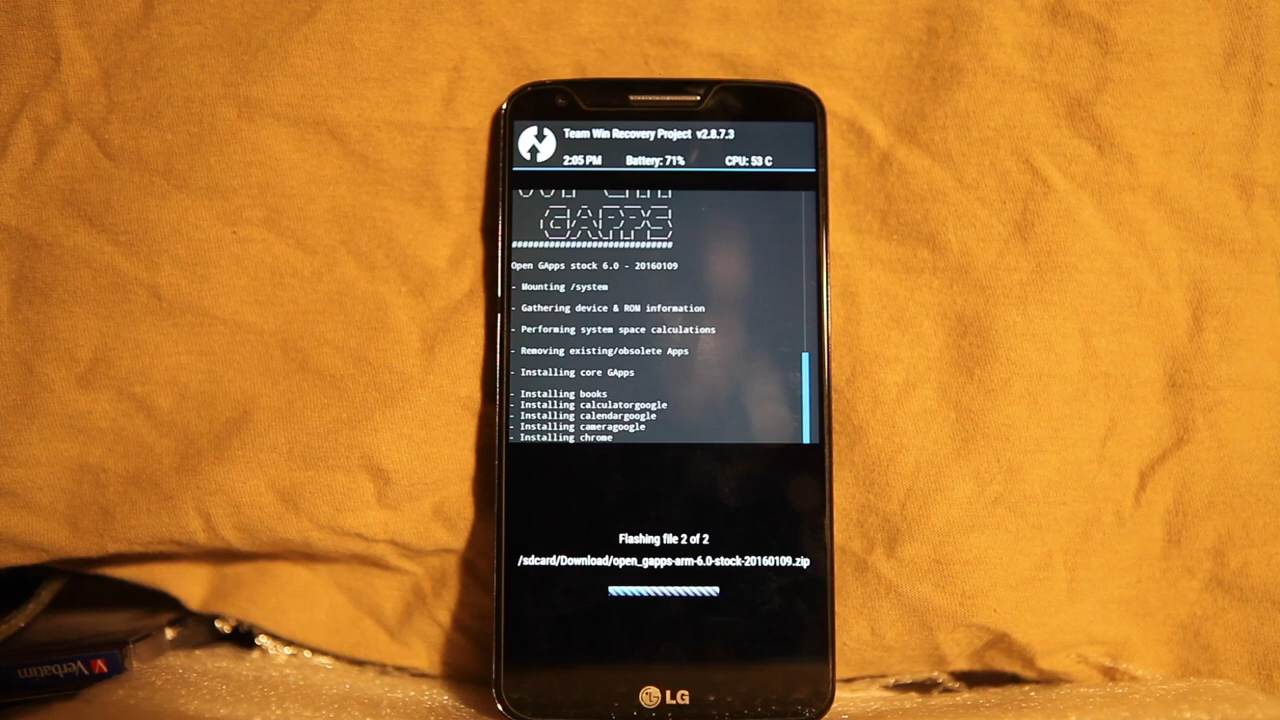 Team Win Recovery Project v2.8.7.3
2:05 PM Battery: 71% CPU: 53 C
GAPPS
##################################
Open GApps stock 6.0 - 20160109
- Mounting /system
- Gathering device & ROM information
- Performing system space calculations
- Removing existing/obsolete Apps
- Installing core GApps
- Installing books
- Installing calculatorgoogle
- Installing calendargoogle
- Installing cameragoogle
- Installing chrome
Flashing file 2 of 2
/sdcard/Download/open_gapps-arm-6.0-stock-20160109.zip
LG
Verbatim